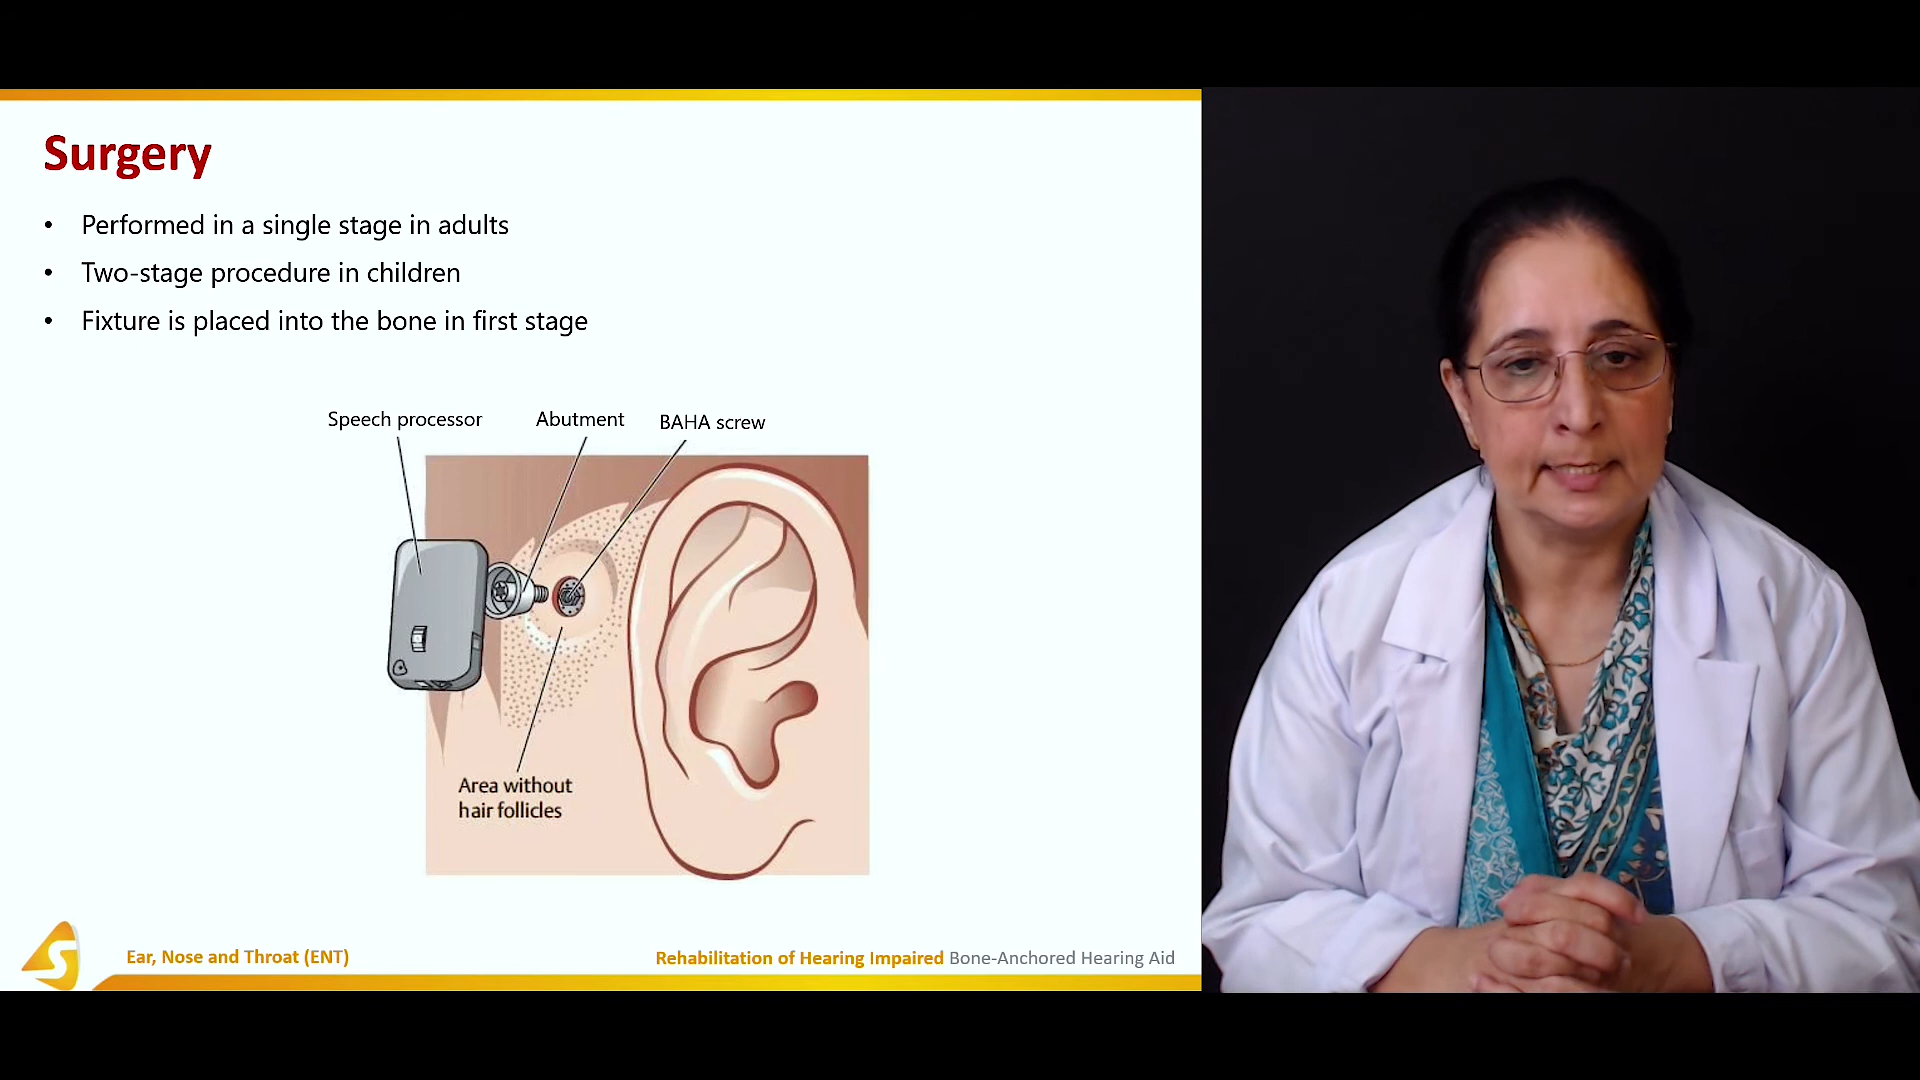 Surgery
• Performed in a single stage in adults
• Two-stage procedure in children
• Fixture is placed into the bone in first stage
Speech processor
Abutment
BAHA screw
Area without
hair follicles
Ear, Nose and Throat (ENT)
Rehabilitation of Hearing Impaired Bone-Anchored Hearing Aid